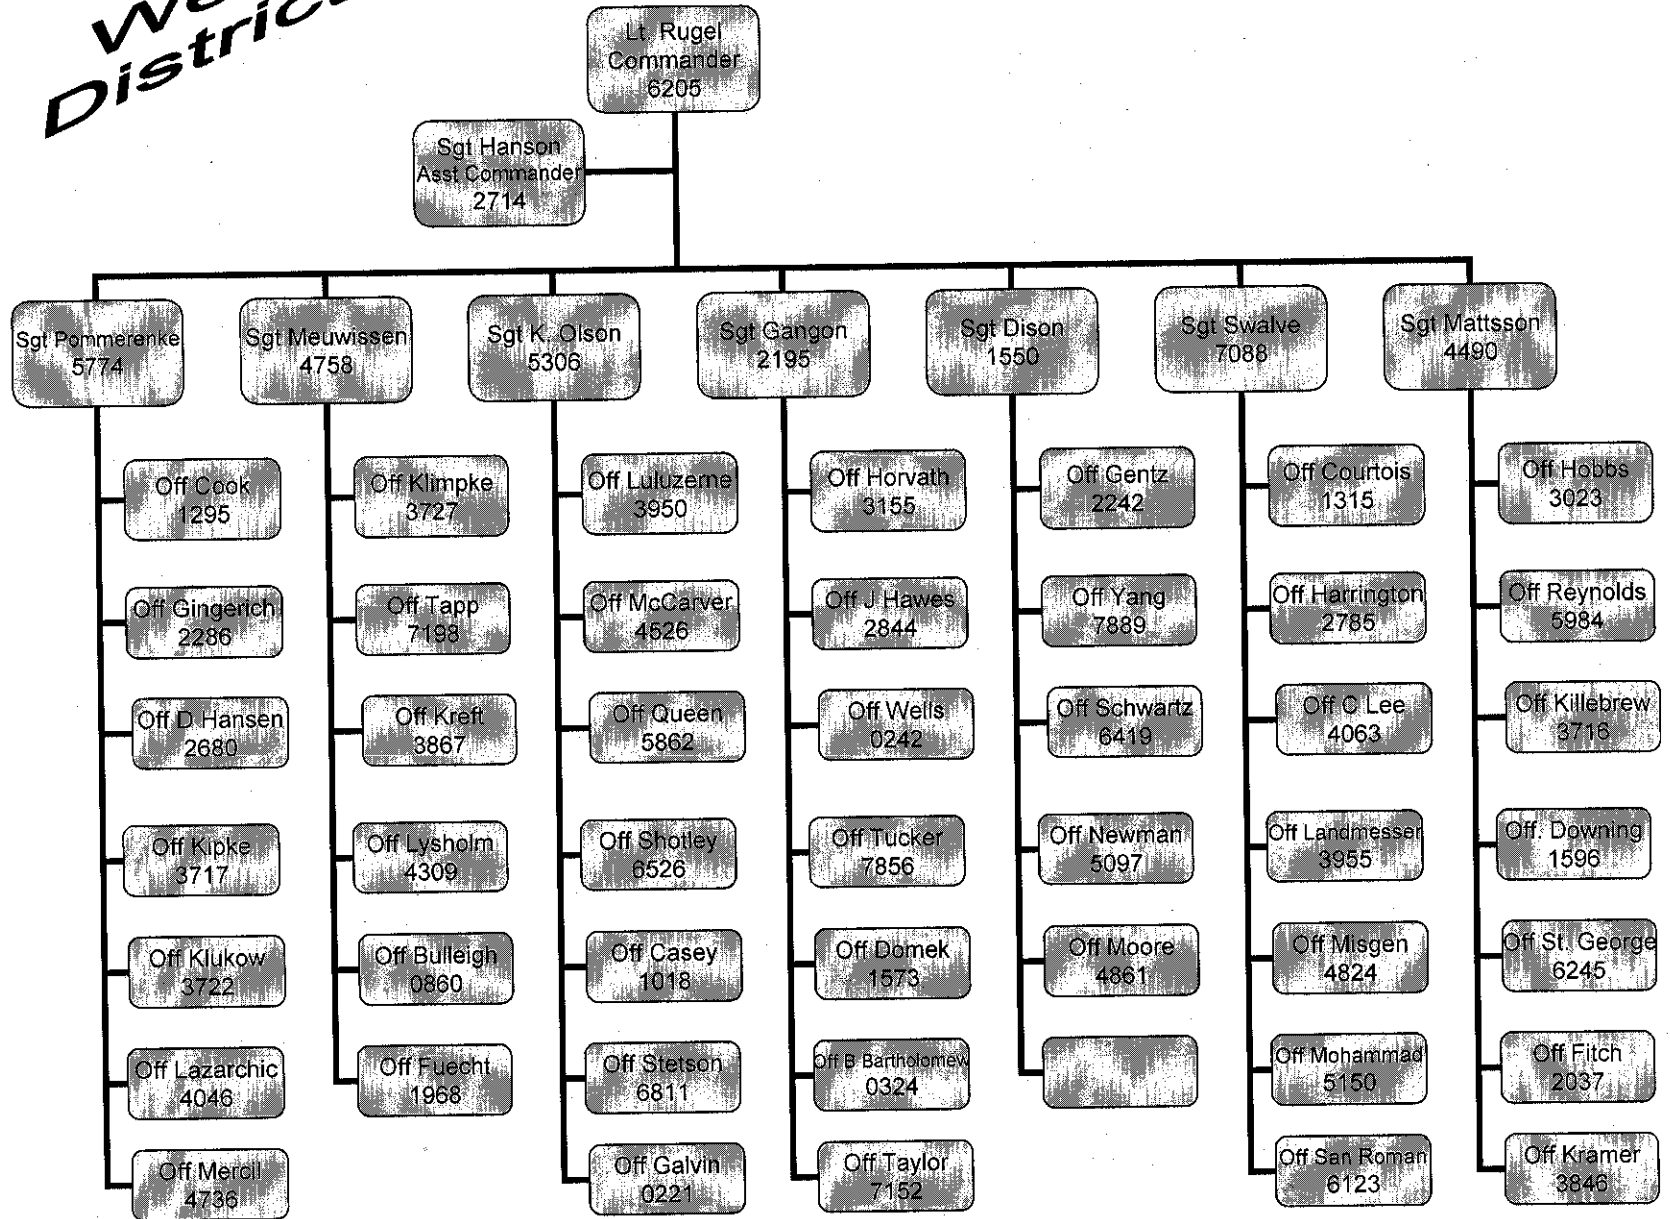 District
Lt. Rugel
Commander
6205
Sgt Hanson
Asst Commander
2714
Sgt Pommerenke
5774
Sgt Meuwissen
4758
Sgt K. Olson
5306
Sgt Gangon
2195
Sgt Dison
1550
Sgt Swalve
7088
Sgt Mattsson
4490
Off Cook
1295
Off Gingerich
2286
Off D Hansen
2680
Off Kipke
3717
Off Klukow
3722
Off Lazarchic
4046
Off Mercil
4736
Off Klimpke
3727
Off Tapp
7198
Off Kreft
3867
Off Lysholm
4309
Off Bulleigh
0860
Off Fuecht
1968
Off Luluzerne
3950
Off McCarver
4526
Off Queen
5862
Off Shotley
6526
Off Casey
1018
Off Stetson
6811
Off Galvin
0221
Off Horvath
3155
Off J Hawes
2844
Off Wells
0242
Off Tucker
7856
Off Domek
1573
Off B Bartholomew
0324
Off Taylor
7152
Off Gentz
2242
Off Yang
7889
Off Schwartz
6419
Off Newman
5097
Off Moore
4861
Off Courtois
1315
Off Harrington
2785
Off C Lee
4063
Off Landmesser
3955
Off Misgen
4824
Off Mohammad
5150
Off San Roman
6123
Off Hobbs
3023
Off Reynolds
5984
Off Killebrew
3716
Off. Downing
1596
Off St. George
6245
Off Fitch
2037
Off Kramer
3846